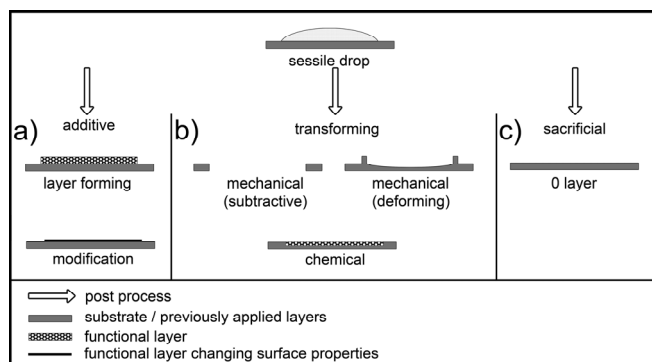 sessile drop
a)
additive
b)
transforming
c)
sacrificial
layer forming
mechanical
(subtractive)
mechanical
(deforming)
0 layer
modification
chemical
post process
substrate / previously applied layers
functional layer
functional layer changing surface properties